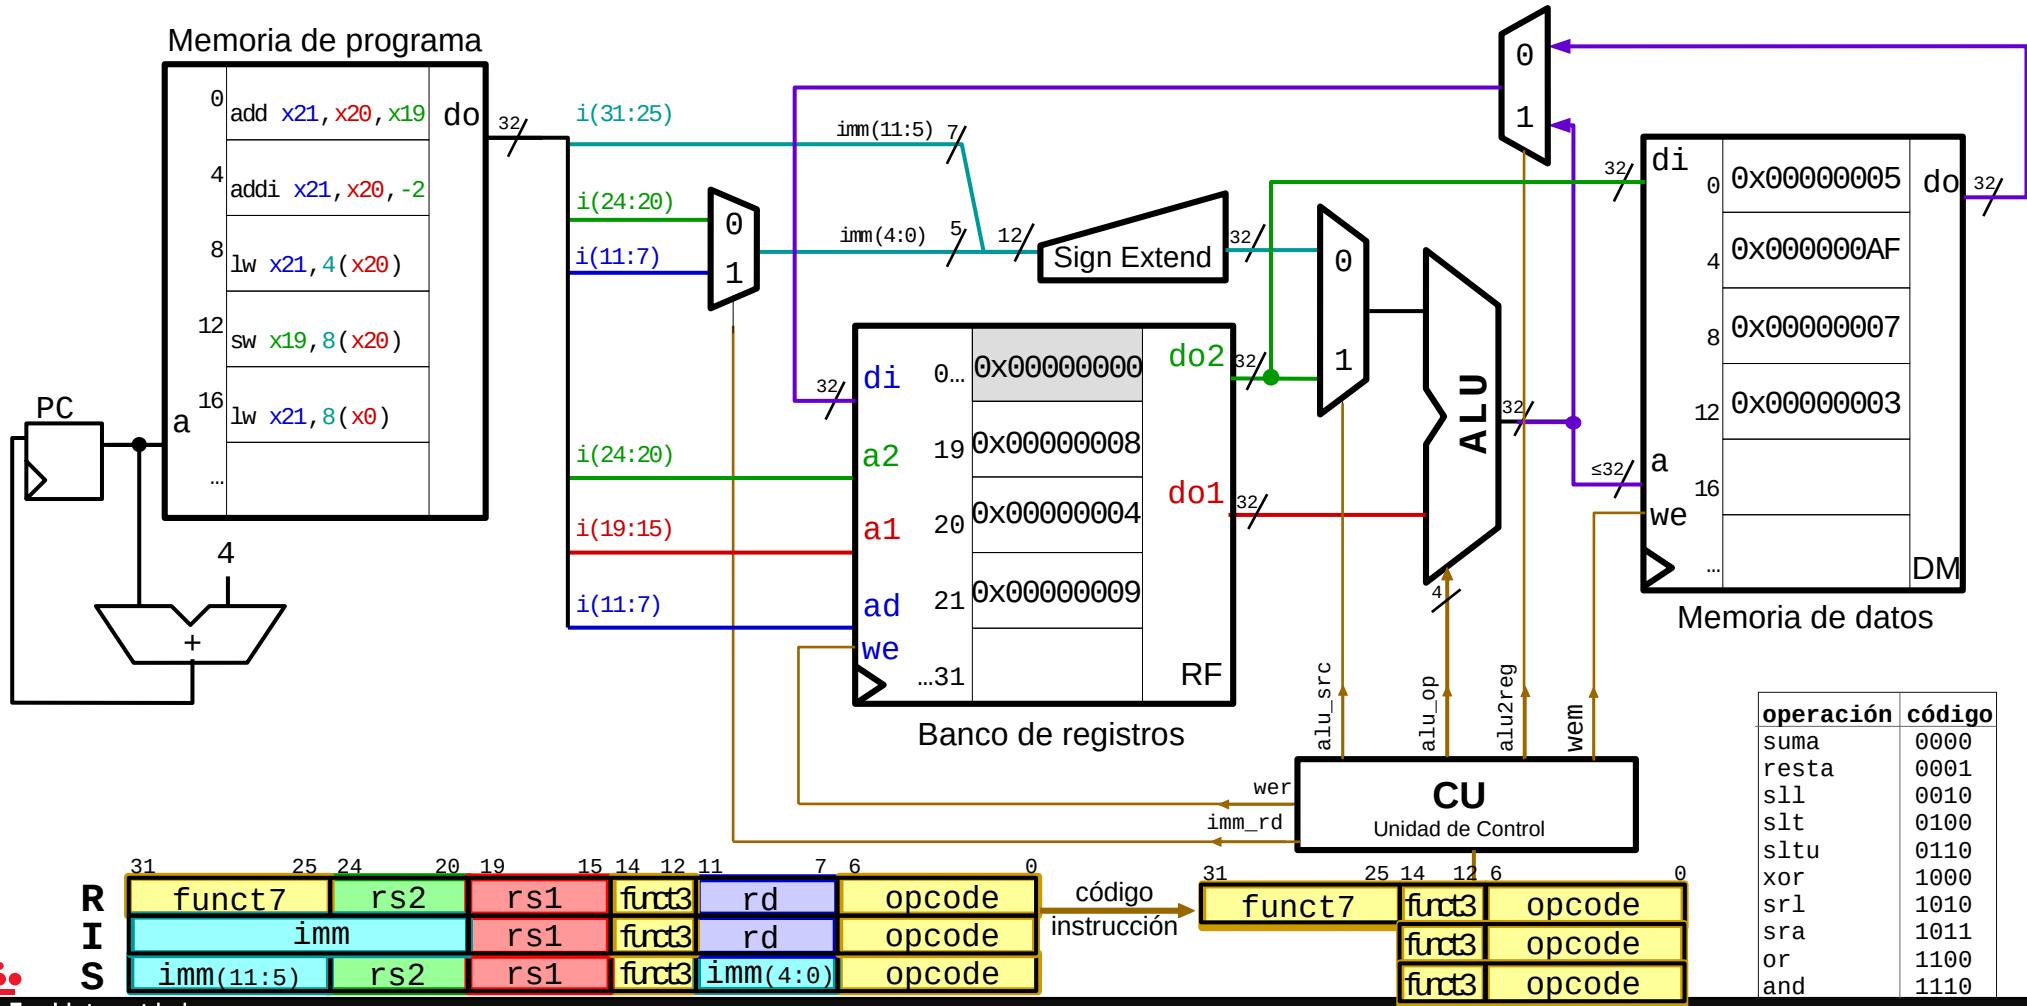 Memoria de programa
0 add x21,x20,x19
4 addi x21,x20,-2
8 lw x21,4(x20)
12 sw x19,8(x20)
16 lw x21,8(x0)
…
a
do
32
PC
4
+
i(31:25)
i(24:20)
i(11:7)
0
1
imm(11:5) 7
imm(4:0) 5
12
Sign Extend
32
i(24:20)
i(19:15)
i(11:7)
32
di
a2
a1
ad
we
0… 0x00000000
19 0x00000008
20 0x00000004
21 0x00000009
…31
do2
do1
RF
32
32
Banco de registros
0
1
ALU
4
32
0
1
≤32
32
di
a
we
0 0x00000005
4 0x000000AF
8 0x00000007
12 0x00000003
16
…
do
32
DM
Memoria de datos
alu_src
alu_op
alu2reg
wem
wer
imm_rd
CU
Unidad de Control
operación código
suma 0000
resta 0001
sll 0010
slt 0100
sltu 0110
xor 1000
srl 1010
sra 1011
or 1100
and 1110
31 25 24 20 19 15 14 12 11 7 6 0
R funct7 rs2 rs1 funct3 rd opcode
I imm rs1 funct3 rd opcode
S imm(11:5) rs2 rs1 funct3 imm(4:0) opcode
código
instrucción
31 25 14 12 6 0
funct7 funct3 opcode
funct3 opcode
funct3 opcode